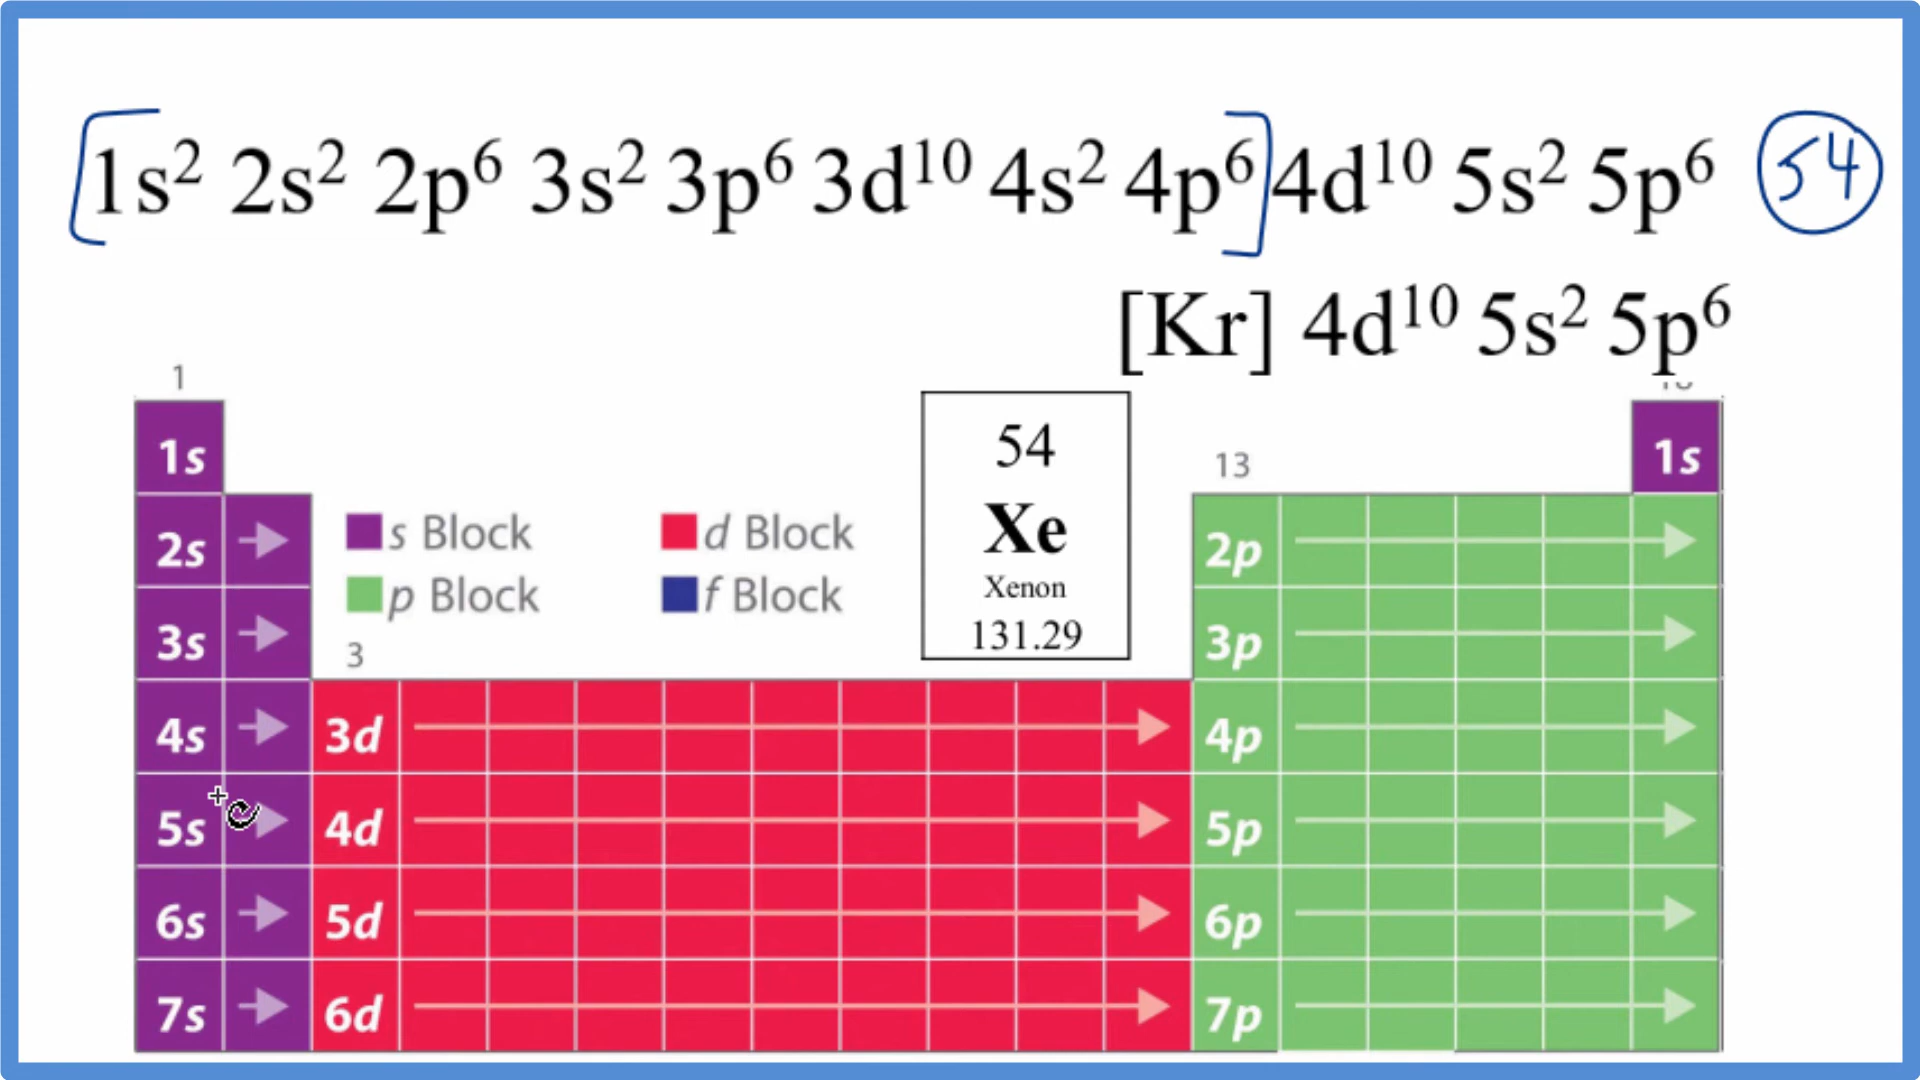 [1s² 2s² 2p⁶ 3s² 3p⁶ 3d¹⁰ 4s² 4p⁶] 4d¹⁰ 5s² 5p⁶ 54
[Kr] 4d¹⁰ 5s² 5p⁶
1
1s
54
Xe
Xenon
131.29
13
1s
2s
s Block
d Block
2p
p Block
f Block
3s
3
3p
4s
3d
4p
5s
4d
5p
6s
5d
6p
7s
6d
7p